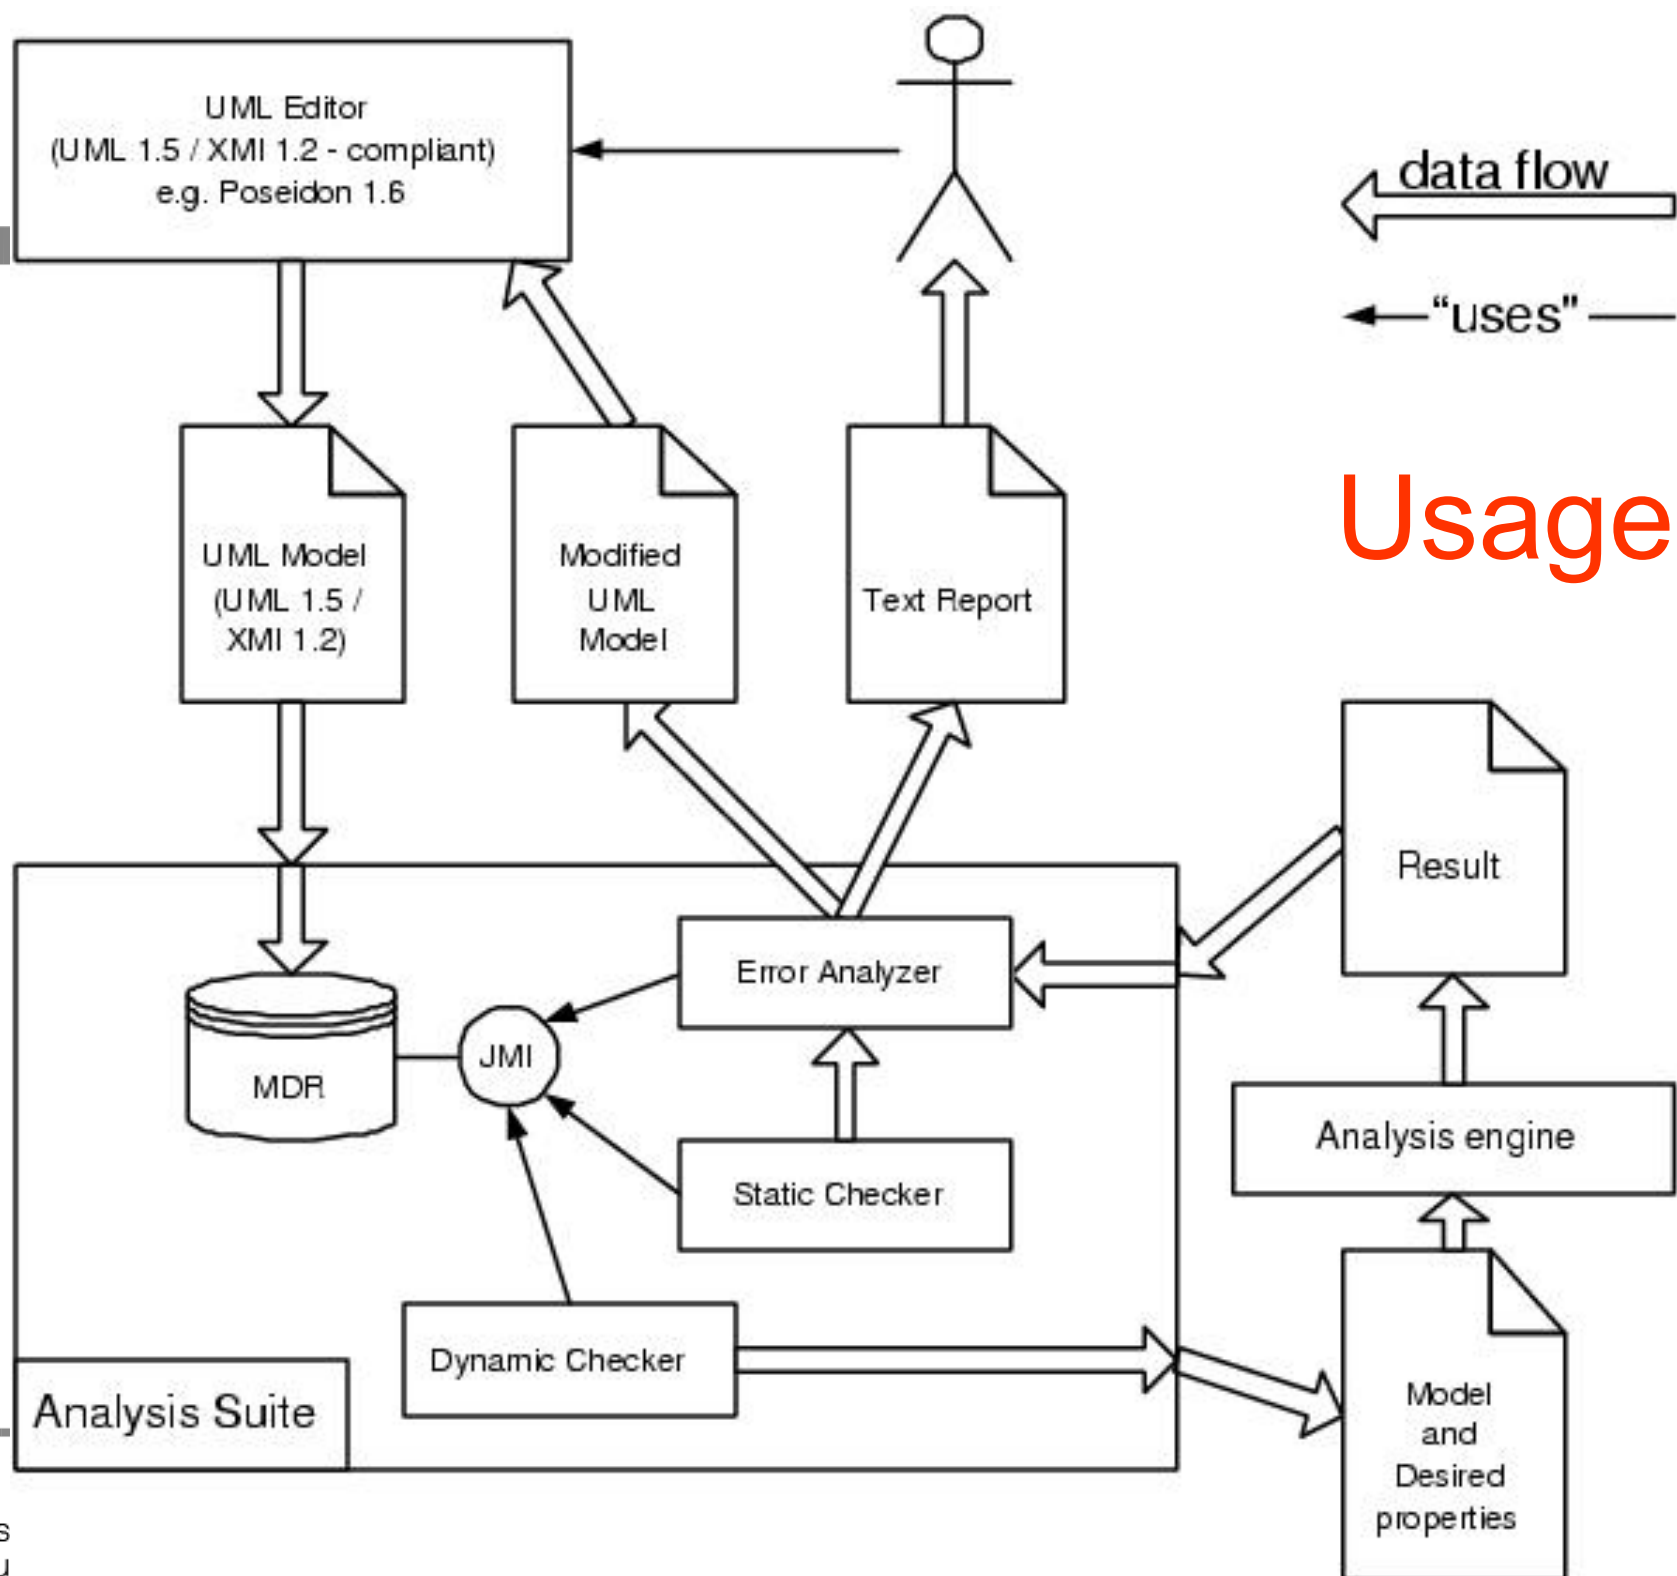 UML Editor
(UML 1.5 / XMI 1.2 - compliant)
e.g. Poseidon 1.6
data flow
“uses”
Usage
UML Model
(UML 1.5 /
XMI 1.2)
Modified
UML
Model
Text Report
Result
Error Analyzer
JMI
MDR
Analysis engine
Static Checker
Dynamic Checker
Analysis Suite
Model
and
Desired
properties